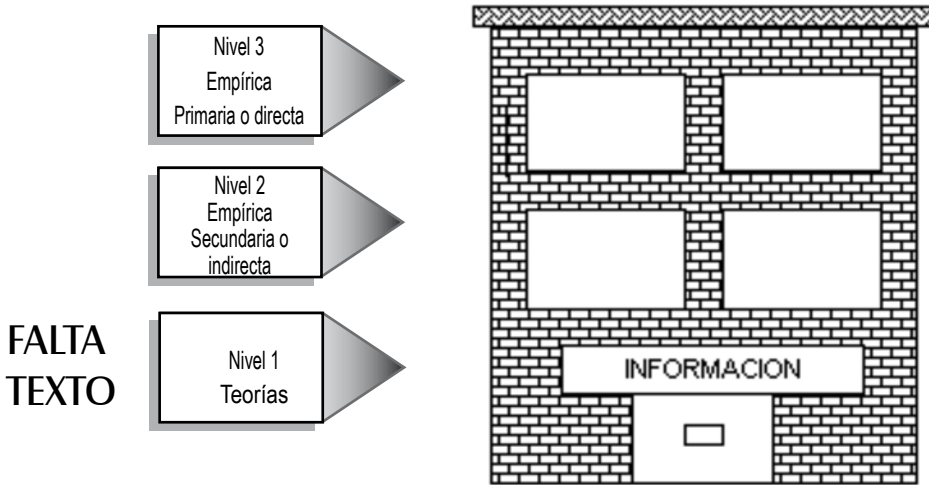 Nivel 3
Empírica
Primaria o directa
Nivel 2
Empírica
Secundaria o
indirecta
FALTA
TEXTO
Nivel 1
Teorías
INFORMACION